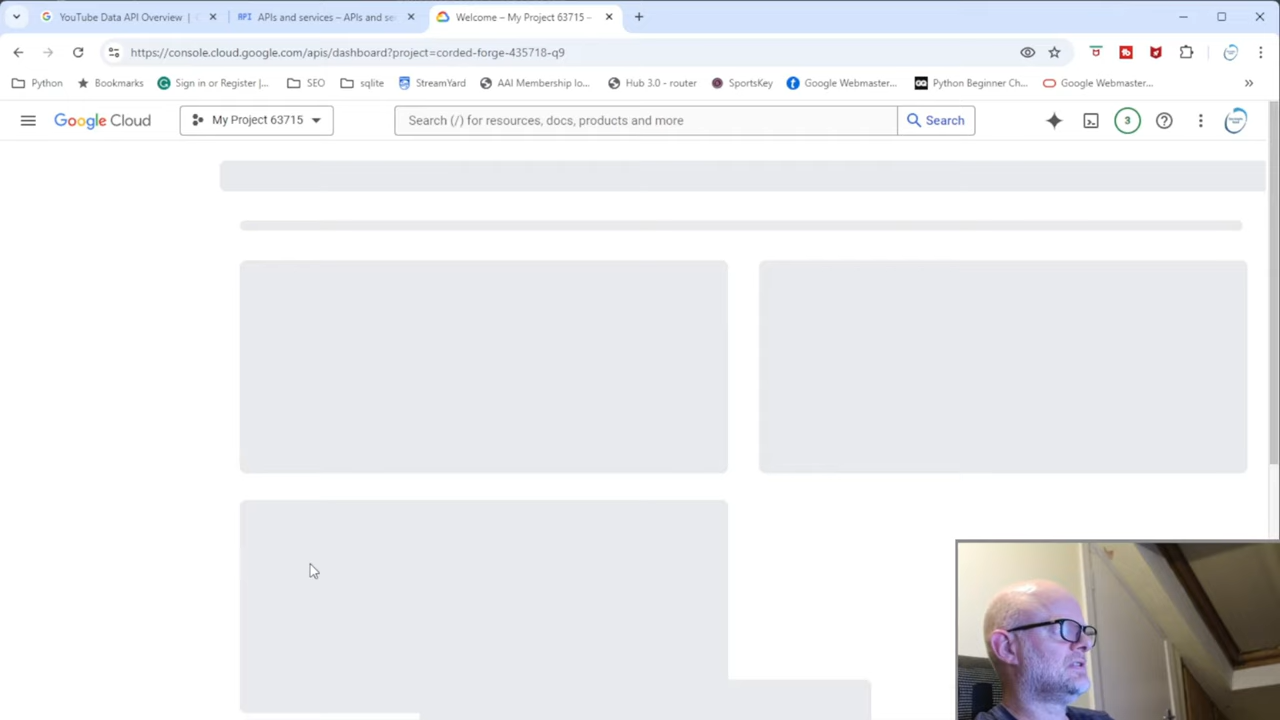 YouTube Data API Overview |
API APIs and services – APIs and se
Welcome – My Project 63715 –
https://console.cloud.google.com/apis/dashboard?project=corded-forge-435718-q9
Python
Bookmarks
Sign in or Register |...
SEO
sqlite
StreamYard
AAI Membership lo...
Hub 3.0 - router
SportsKey
Google Webmaster...
Python Beginner Ch...
Google Webmaster...
Google Cloud
My Project 63715
Search (/) for resources, docs, products and more
Search
3